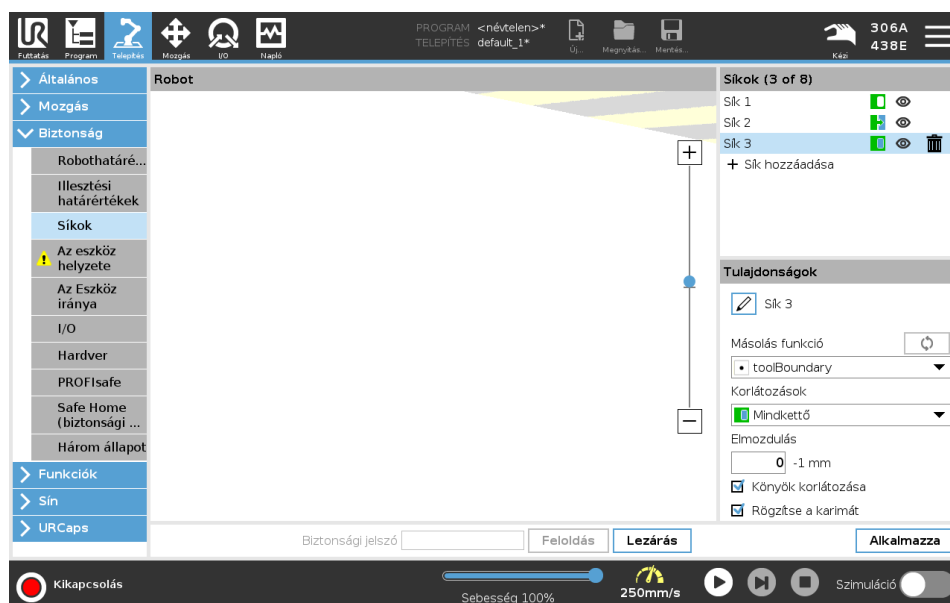 Futtatás
Program
Telepítés
Mozgás
I/O
Napló
PROGRAM <névtelen>*
TELEPÍTÉS default_1*
Új...
Megnyitás...
Mentés...
Kézi
306A
438E
Általános
Mozgás
Biztonság
Robothatáré...
Illesztési
határértékek
Síkok
Az eszköz
helyzete
Az Eszköz
iránya
I/O
Hardver
PROFIsafe
Safe Home
(biztonsági ...
Három állapot
Funkciók
Sín
URCaps
Robot
Síkok (3 of 8)
Sík 1
Sík 2
Sík 3
+ Sík hozzáadása
Tulajdonságok
Sík 3
Másolás funkció
toolBoundary
Korlátozások
Mindkettő
Elmozdulás
0 -1 mm
Könyök korlátozása
Rögzítse a karimát
Biztonsági jelszó
Feloldás
Lezárás
Alkalmazza
Kikapcsolás
Sebesség 100%
250mm/s
Szimuláció